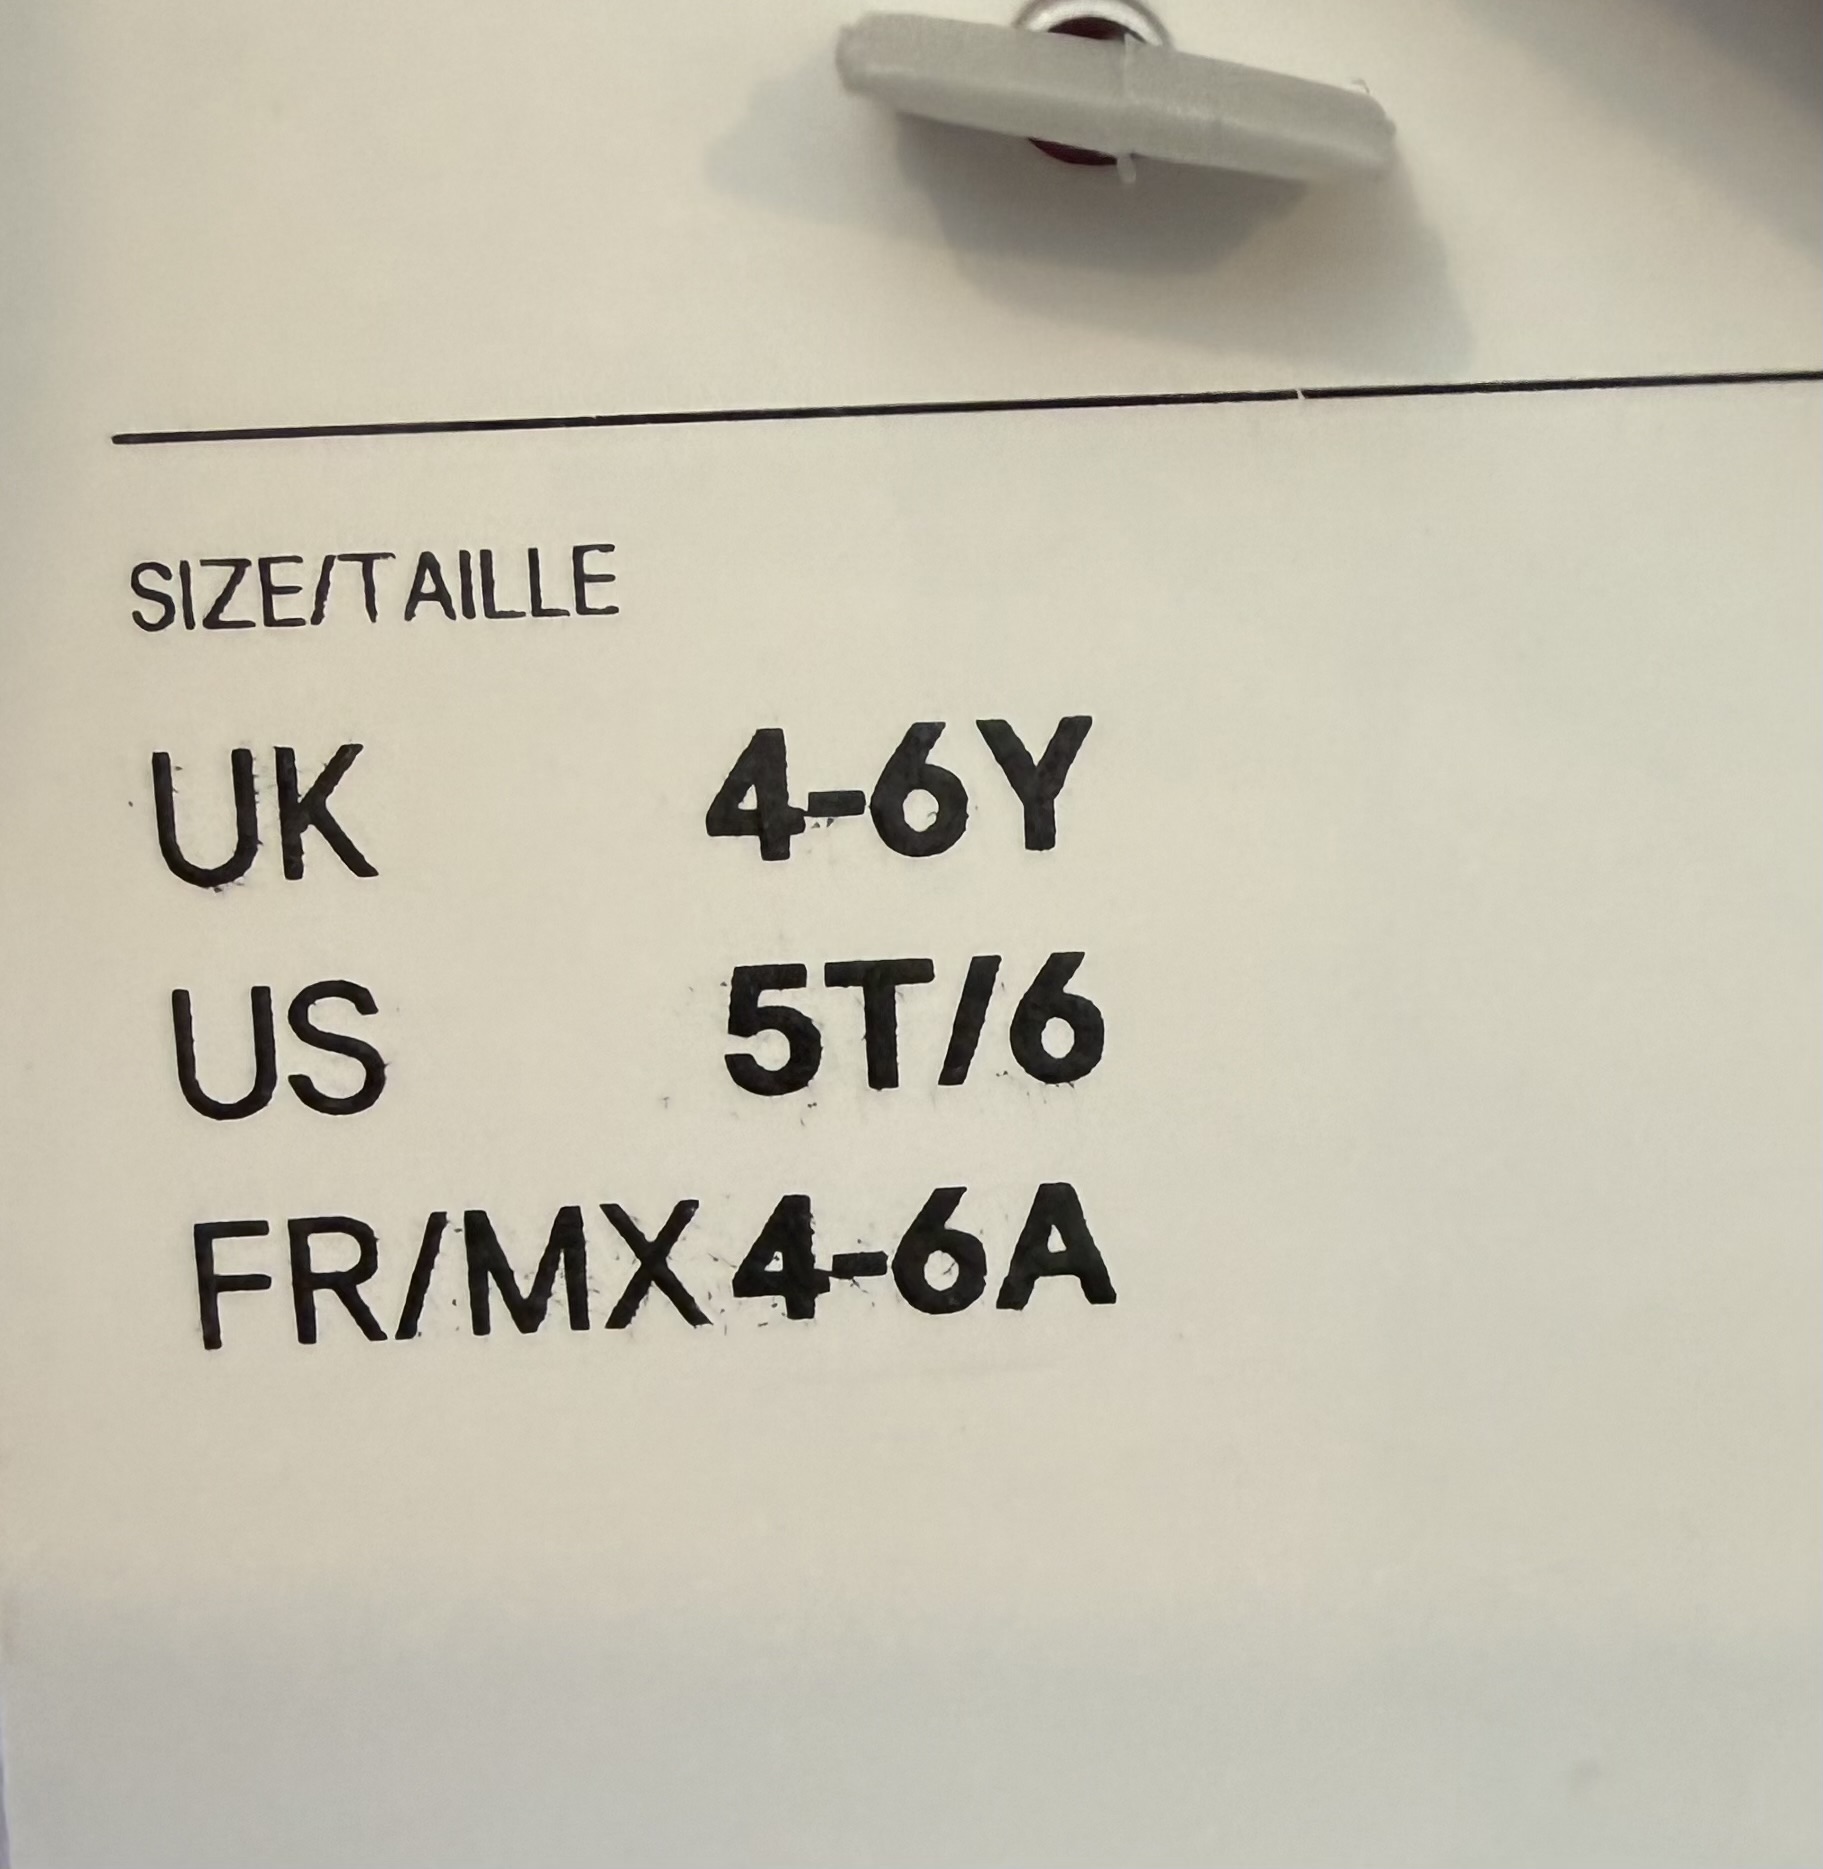 SIZE/TAILLE
UK 4-6Y
US 5T/6
FR/MX 4-6A